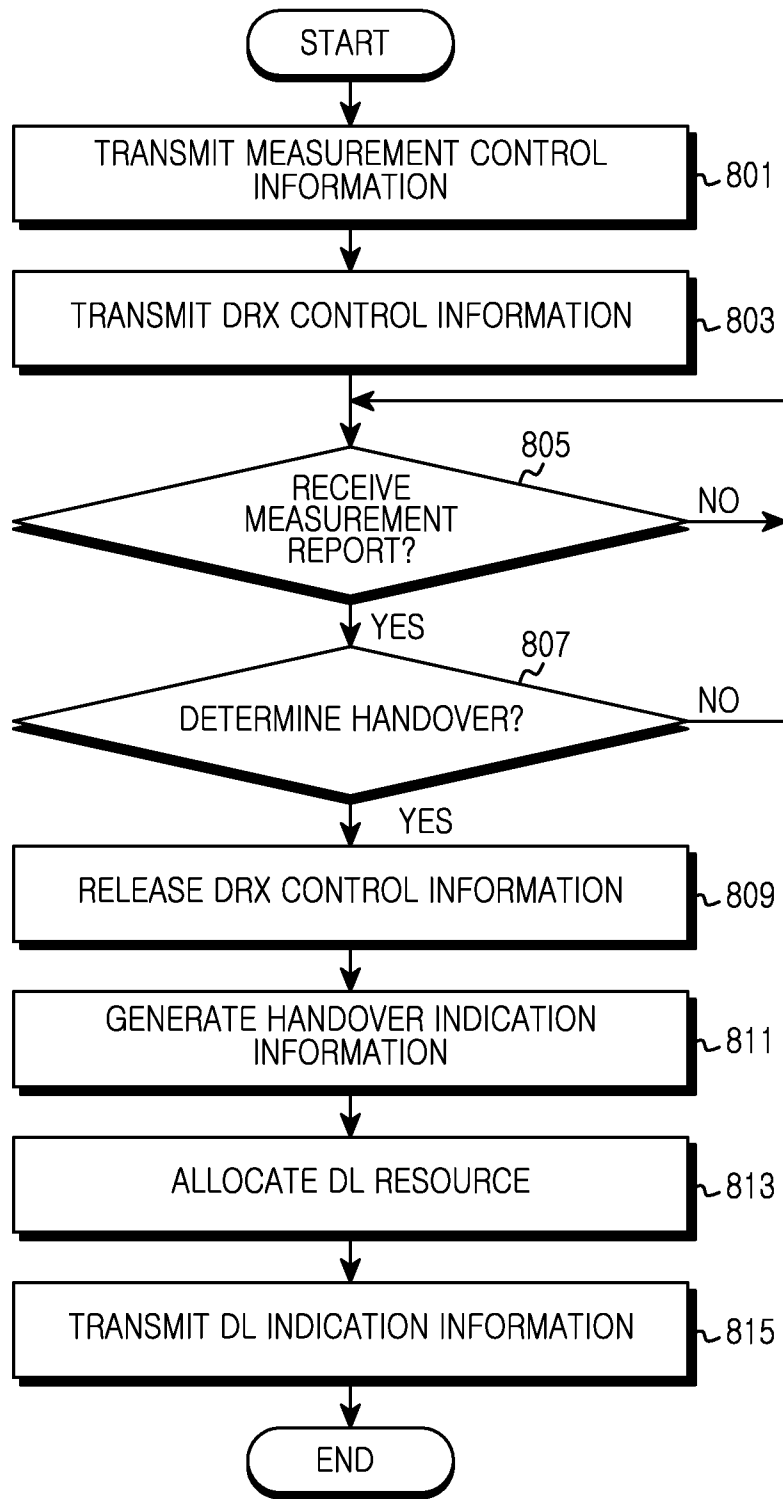 START
TRANSMIT MEASUREMENT CONTROL
INFORMATION
801
TRANSMIT DRX CONTROL INFORMATION
803
805
RECEIVE
MEASUREMENT
REPORT?
NO
YES
807
DETERMINE HANDOVER?
NO
YES
RELEASE DRX CONTROL INFORMATION
809
GENERATE HANDOVER INDICATION
INFORMATION
811
ALLOCATE DL RESOURCE
813
TRANSMIT DL INDICATION INFORMATION
815
END